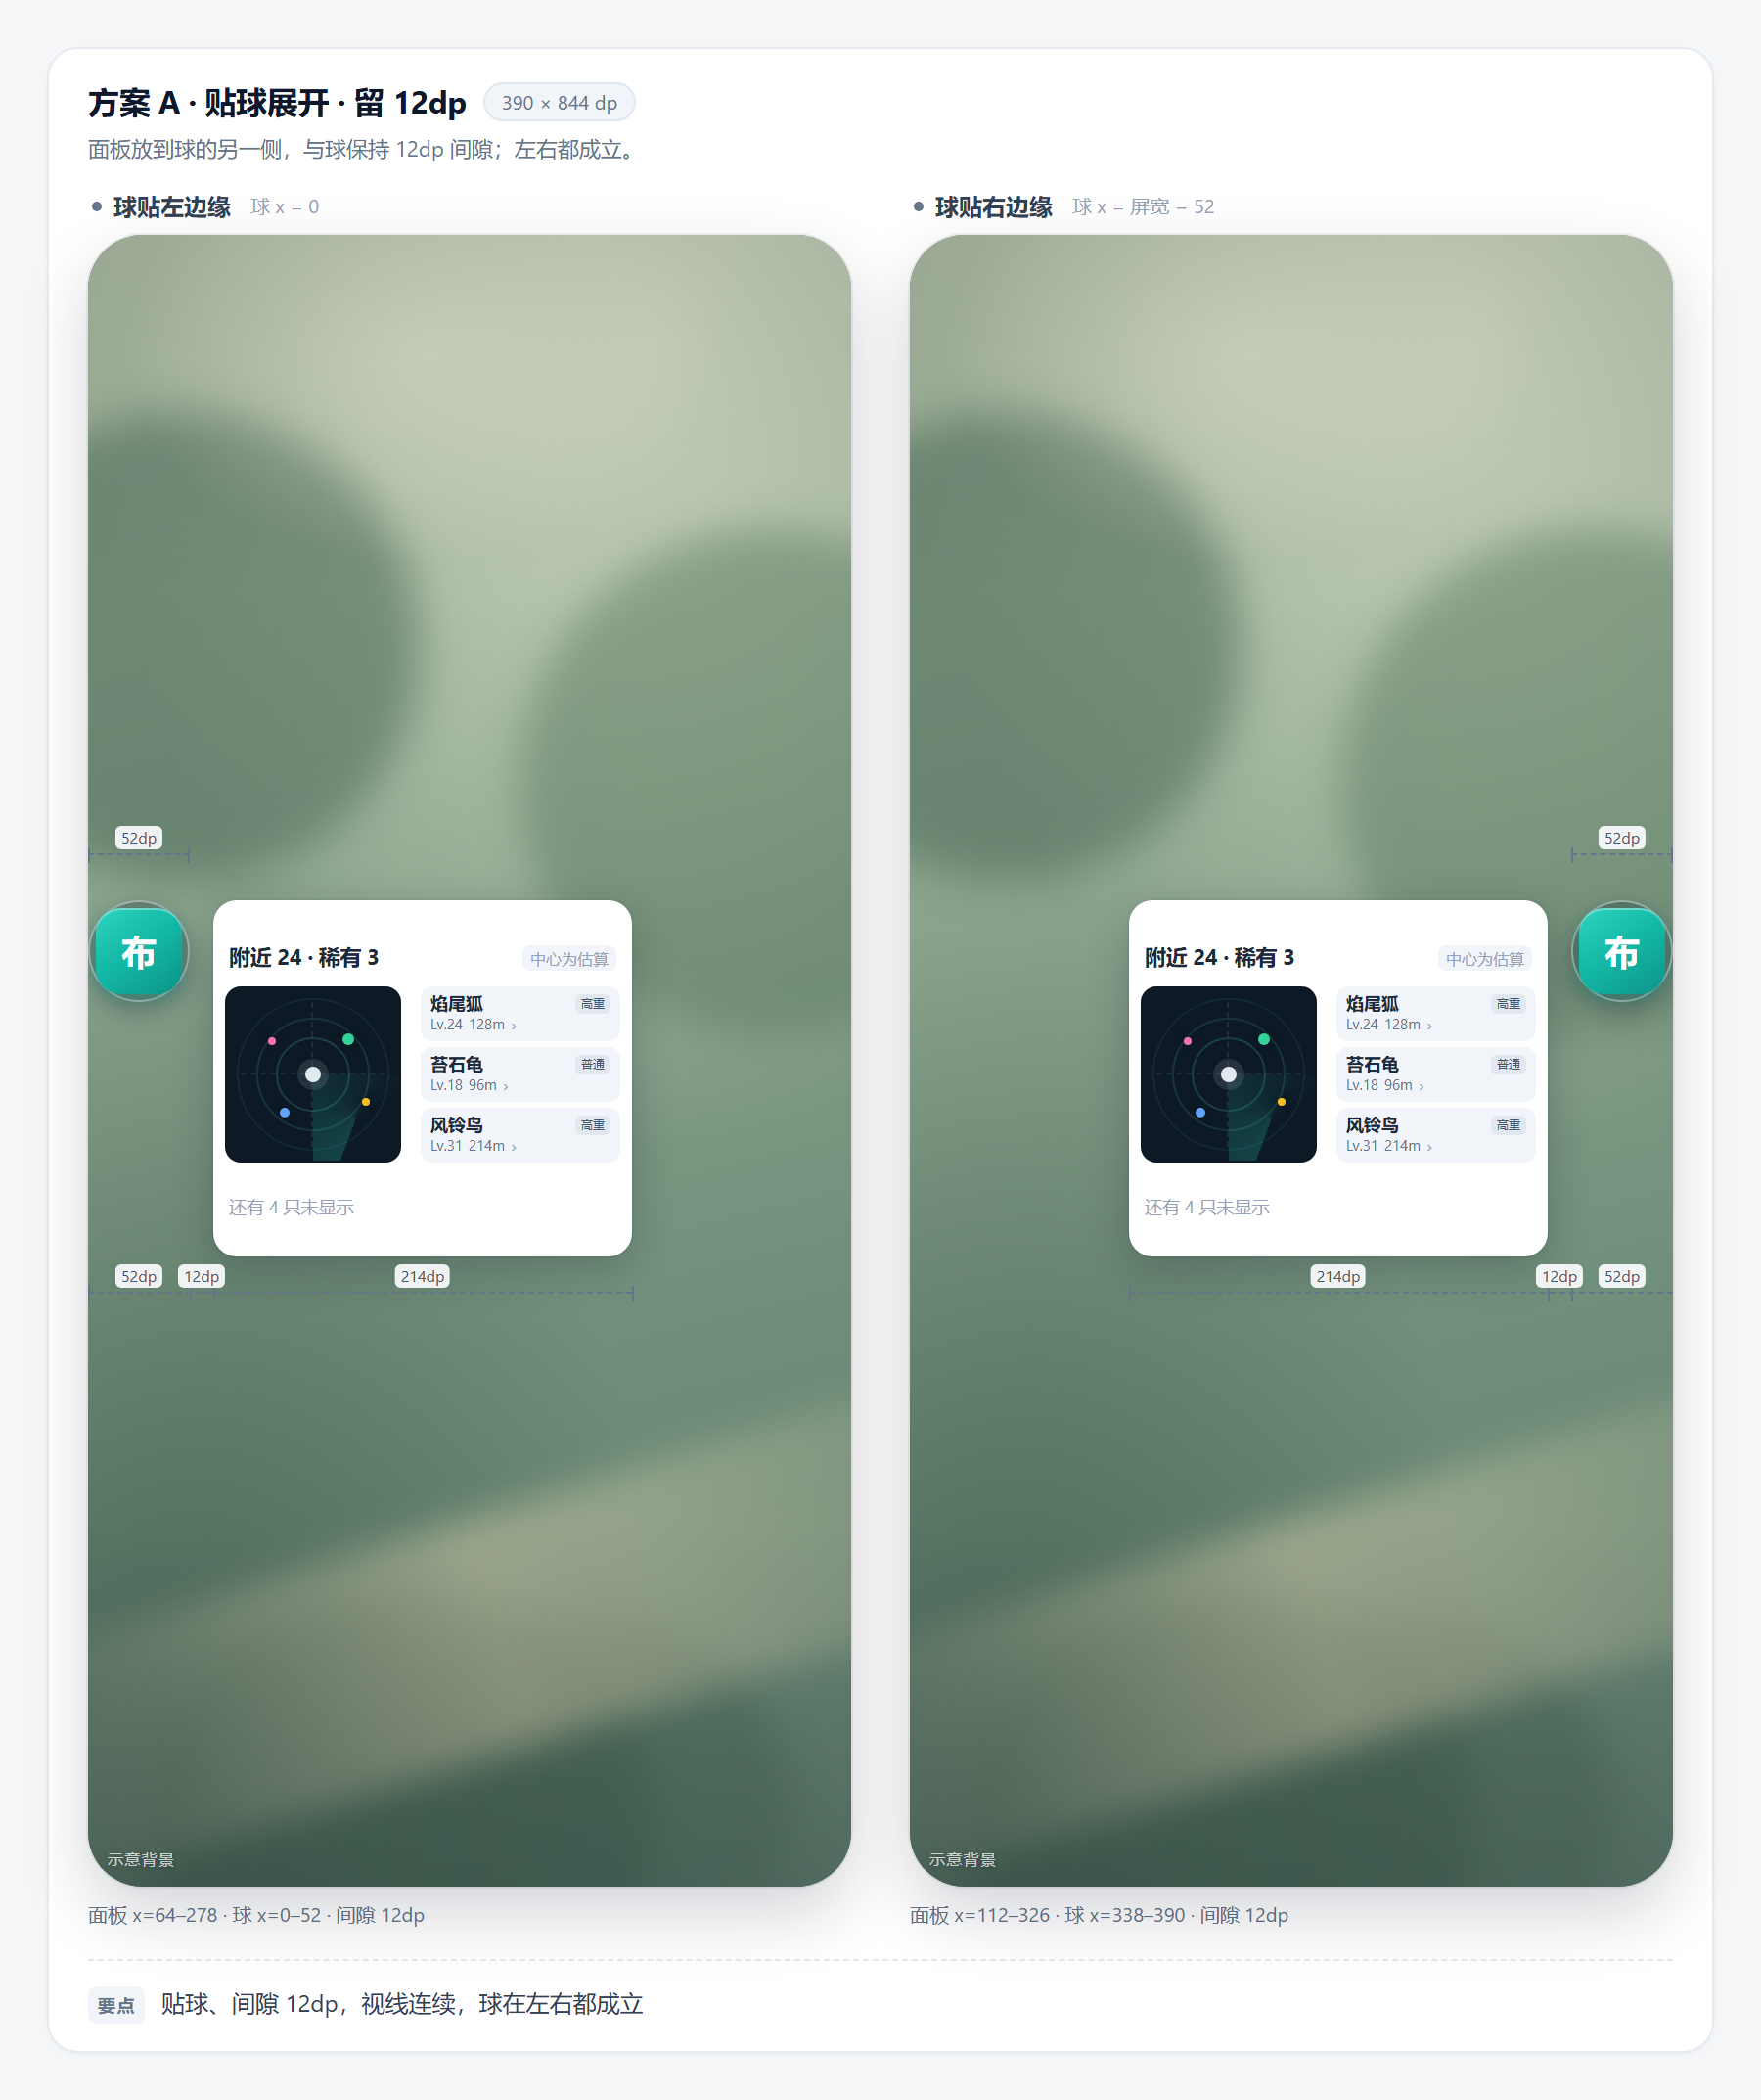 方案 A · 贴球展开 · 留 12dp 390 × 844 dp
面板放到球的另一侧，与球保持 12dp 间隙；左右都成立。
球贴左边缘 球 x = 0
52dp
布
附近 24 · 稀有 3 中心为估算
焰尾狐 高重
Lv.24 128m ›
苔石龟 普通
Lv.18 96m ›
风铃鸟 高重
Lv.31 214m ›
还有 4 只未显示
52dp 12dp 214dp
示意背景
面板 x=64–278 · 球 x=0–52 · 间隙 12dp
球贴右边缘 球 x = 屏宽 − 52
52dp
附近 24 · 稀有 3 中心为估算
布
焰尾狐 高重
Lv.24 128m ›
苔石龟 普通
Lv.18 96m ›
风铃鸟 高重
Lv.31 214m ›
还有 4 只未显示
214dp 12dp 52dp
示意背景
面板 x=112–326 · 球 x=338–390 · 间隙 12dp
要点 贴球、间隙 12dp，视线连续，球在左右都成立